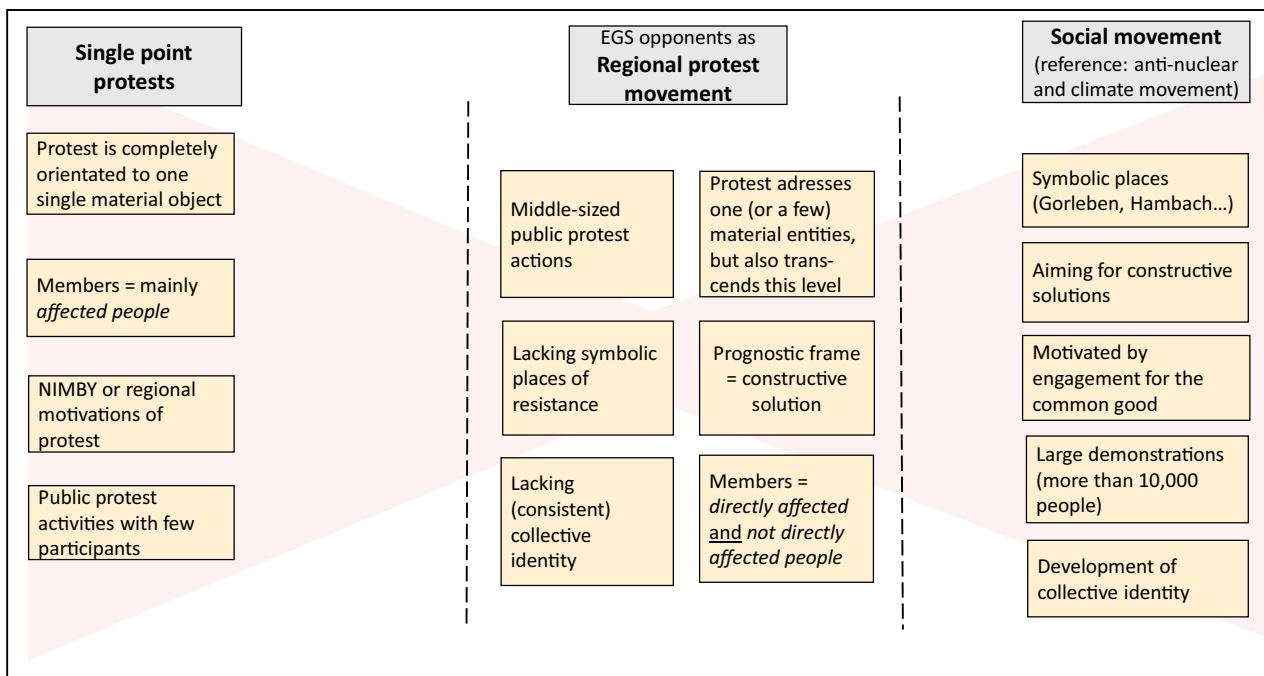 Single point
protests
Protest is completely
orientated to one
single material object
Members = mainly
affected people
NIMBY or regional
motivations of
protest
Public protest
activities with few
participants
EGS opponents as
Regional protest
movement
Middle-sized
public protest
actions
Lacking symbolic
places of
resistance
Lacking
(consistent)
collective
identity
Protest adresses
one (or a few)
material entities,
but also trans-
cends this level
Prognostic frame
= constructive
solution
Members =
directly affected
and not directly
affected people
Social movement
(reference: anti-nuclear
and climate movement)
Symbolic places
(Gorleben, Hambach...)
Aiming for constructive
solutions
Motivated by
engagement for the
common good
Large demonstrations
(more than 10,000
people)
Development of
collective identity